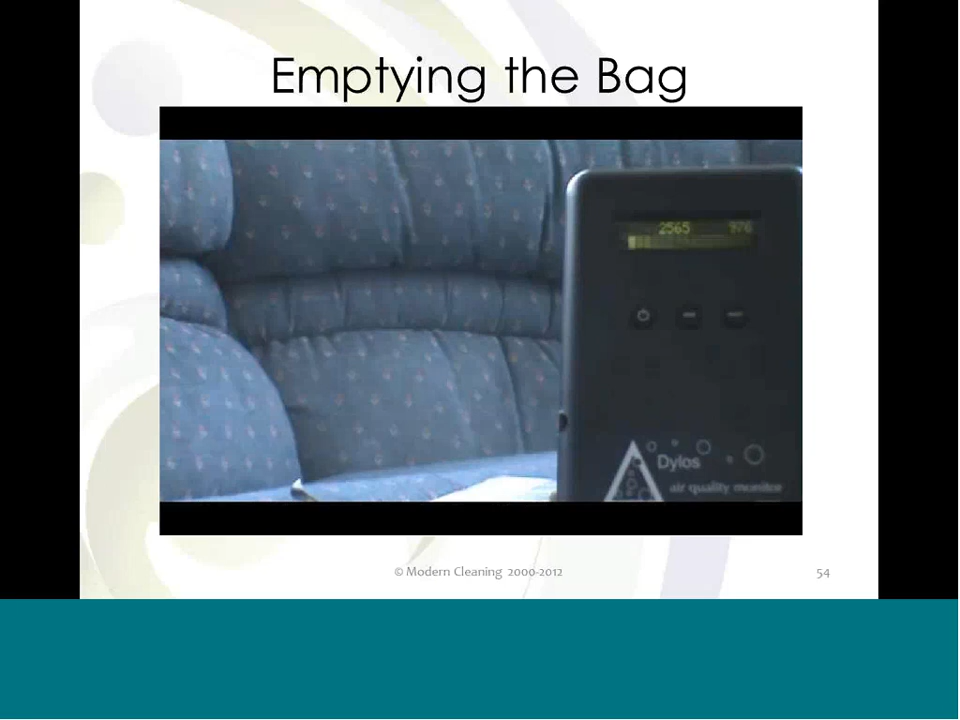 Emptying the Bag
2565 976
Dylos
air quality monitor
© Modern Cleaning 2000-2012
54